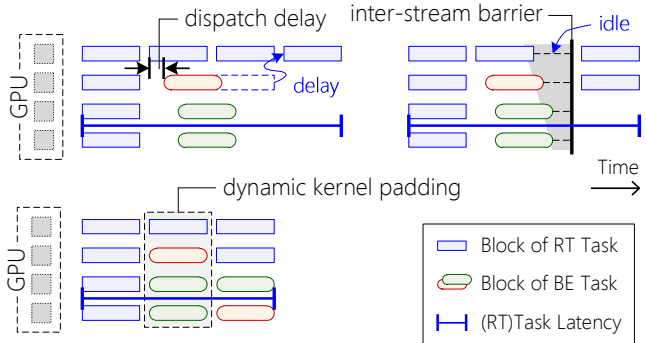 dispatch delay
inter-stream barrier
idle
GPU
delay
Time
dynamic kernel padding
GPU
Block of RT Task
Block of BE Task
(RT)Task Latency